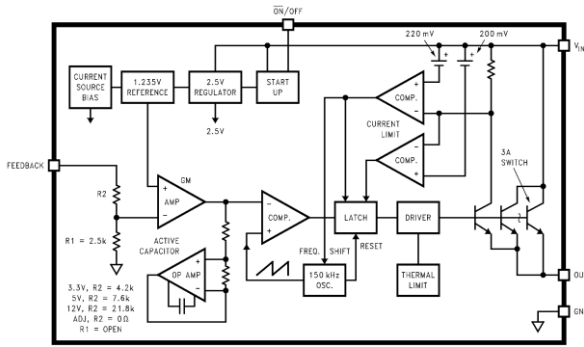 ON/OFF
220 mV
200 mV
VIN
CURRENT
SOURCE
BIAS
1.235V
REFERENCE
2.5V
REGULATOR
START
UP
COMP.
2.5V
CURRENT
LIMIT
3A
SWITCH
FEEDBACK
COMP.
R2
GM
AMP
COMP.
LATCH
DRIVER
R1 = 2.5k
ACTIVE
CAPACITOR
FREQ. SHIFT
RESET
OP AMP
150 kHz
OSC.
THERMAL
LIMIT
OU
3.3V, R2 = 4.2k
5V, R2 = 7.6k
12V, R2 = 21.8k
ADJ, R2 = 0Ω
R1 = OPEN
GN